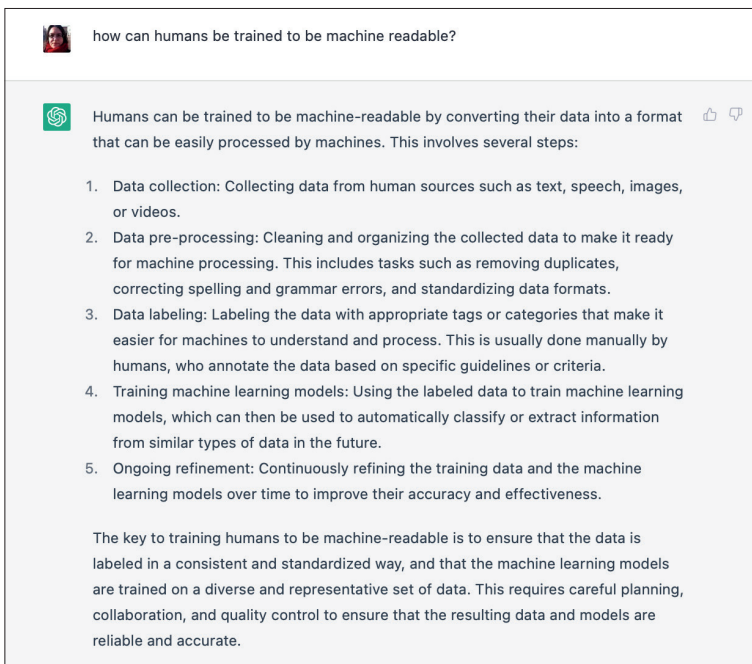 how can humans be trained to be machine readable?
Humans can be trained to be machine-readable by converting their data into a format
that can be easily processed by machines. This involves several steps:
1. Data collection: Collecting data from human sources such as text, speech, images,
or videos.
2. Data pre-processing: Cleaning and organizing the collected data to make it ready
for machine processing. This includes tasks such as removing duplicates,
correcting spelling and grammar errors, and standardizing data formats.
3. Data labeling: Labeling the data with appropriate tags or categories that make it
easier for machines to understand and process. This is usually done manually by
humans, who annotate the data based on specific guidelines or criteria.
4. Training machine learning models: Using the labeled data to train machine learning
models, which can then be used to automatically classify or extract information
from similar types of data in the future.
5. Ongoing refinement: Continuously refining the training data and the machine
learning models over time to improve their accuracy and effectiveness.
The key to training humans to be machine-readable is to ensure that the data is
labeled in a consistent and standardized way, and that the machine learning models
are trained on a diverse and representative set of data. This requires careful planning,
collaboration, and quality control to ensure that the resulting data and models are
reliable and accurate.